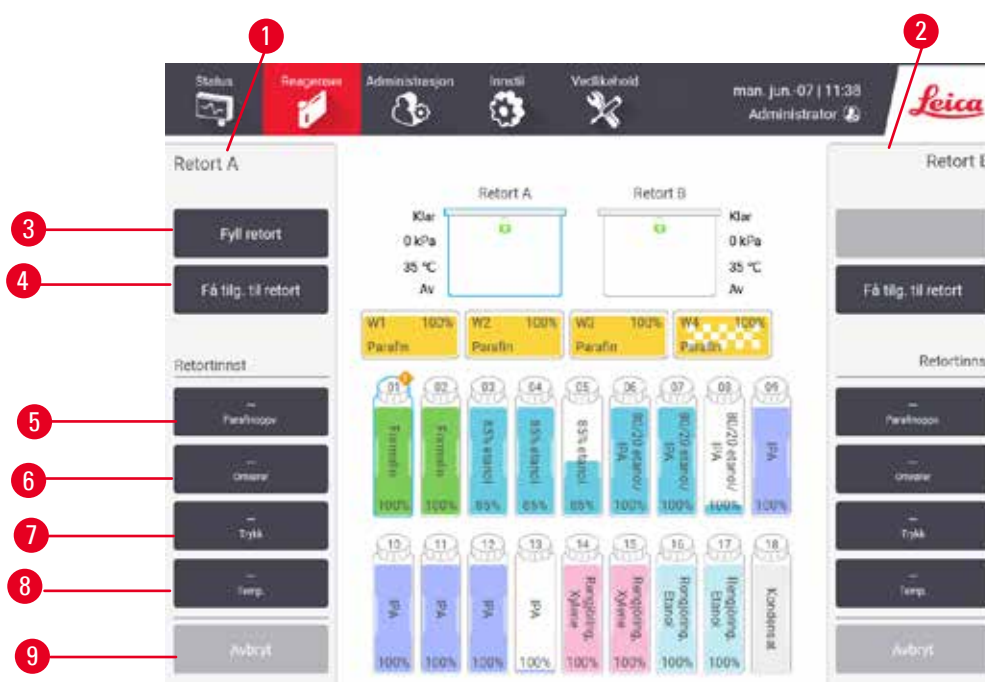 1
2
Status
Reagenser
Administrasjon
Innstil
Vedlikehold
man. jun.-07 | 11:38
Administrator
Leica
Retort A
Retort B
Retort A
Retort B
3
Fyll retort
Klar
0 kPa
35 °C
Av
Klar
0 kPa
35 °C
Av
4
Få tilg. til retort
Få tilg. til retort
W1 100%
Parafin
W2 100%
Parafin
W3 100%
Parafin
W4 100%
Parafin
Retortinnst
Retortinns
01
02
03
04
05
06
07
08
09
Formalin
Formalin
85% etanol
85% etanol
85% etanol
80/20 etanol/
IPA
80/20 etanol/
IPA
80/20 etanol/
IPA
IPA
100%
100%
85%
85%
85%
100%
100%
100%
100%
5
--
Parafinoppv
--
Parafinoppv
6
--
Omrører
--
Omrører
7
--
Trykk
--
Trykk
8
--
Temp.
--
Temp.
10
11
12
13
14
15
16
17
18
IPA
IPA
IPA
IPA
Rengjøring,
Xylene
Rengjøring,
Xylene
Rengjøring,
Etanol
Rengjøring,
Etanol
Kondensat
100%
100%
100%
100%
100%
100%
100%
100%
9
Avbryt
Avbryt